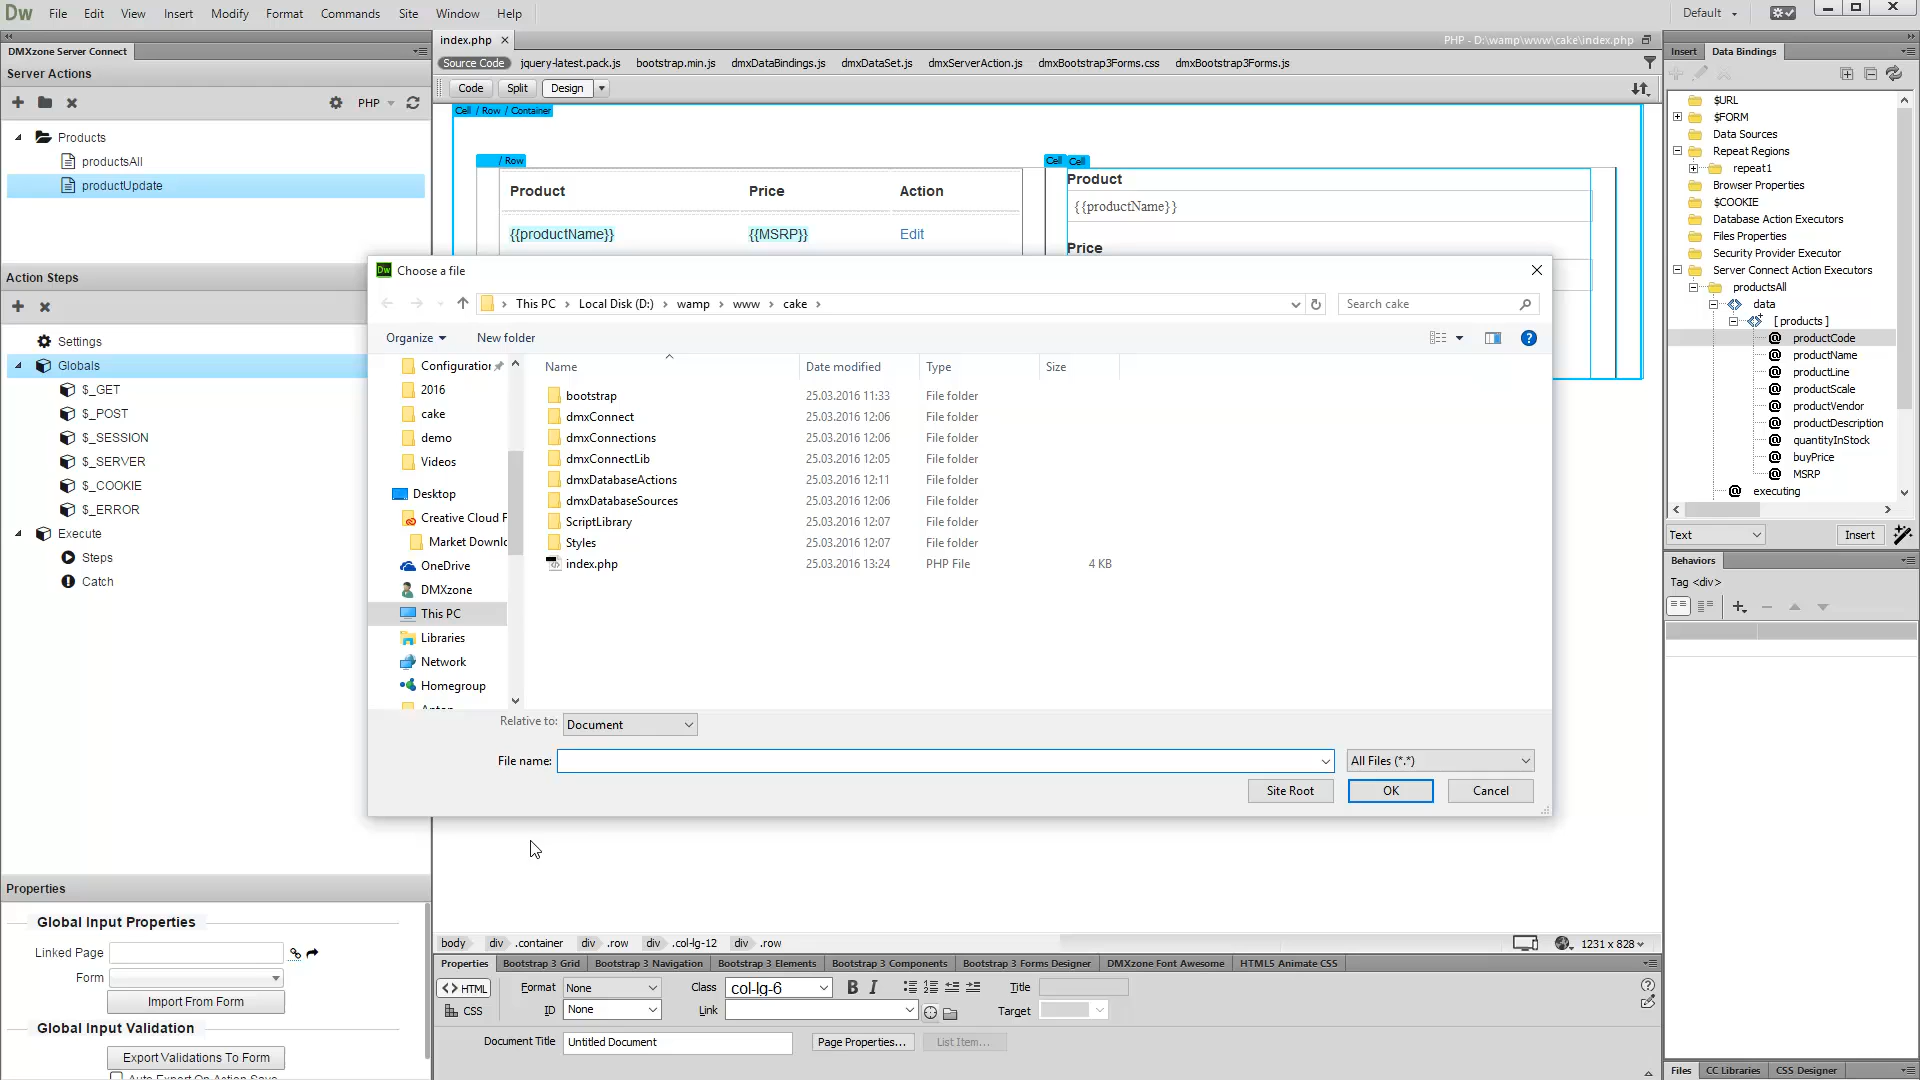 Dw File Edit View Insert Modify Format Commands Site Window Help Default
DMXzone Server Connect
Server Actions
PHP
Products
productsAll
productUpdate
Action Steps
Settings
Globals
$_GET
$_POST
$_SESSION
$_SERVER
$_COOKIE
$_ERROR
Execute
Steps
Catch
Properties
Global Input Properties
Linked Page
Form
Import From Form
Global Input Validation
Export Validations To Form
Auto Export On Action Save
index.php
PHP - D:\wamp\www\cake\index.php
Source Code jquery-latest.pack.js bootstrap.min.js dmxDataBindings.js dmxDataSet.js dmxServerAction.js dmxBootstrap3Forms.css dmxBootstrap3Forms.js
Code Split Design
Cell / Row / Container
/ Row
Cell Cell
Product Price Action
{{productName}} {{MSRP}} Edit
Product
{{productName}}
Price
Dw Choose a file
This PC Local Disk (D:) wamp www cake
Search cake
Organize New folder
Configuration
2016
cake
demo
Videos
Desktop
Creative Cloud F
Market Downlo
OneDrive
DMXzone
This PC
Libraries
Network
Homegroup
Name Date modified Type Size
bootstrap 25.03.2016 11:33 File folder
dmxConnect 25.03.2016 12:06 File folder
dmxConnections 25.03.2016 12:06 File folder
dmxConnectLib 25.03.2016 12:05 File folder
dmxDatabaseActions 25.03.2016 12:11 File folder
dmxDatabaseSources 25.03.2016 12:06 File folder
ScriptLibrary 25.03.2016 12:07 File folder
Styles 25.03.2016 12:07 File folder
index.php 25.03.2016 13:24 PHP File 4 KB
Relative to: Document
File name:
All Files (*.*)
Site Root OK Cancel
body div .container div .row div .col-lg-12 div .row
1231 x 828
Properties Bootstrap 3 Grid Bootstrap 3 Navigation Bootstrap 3 Elements Bootstrap 3 Components Bootstrap 3 Forms Designer DMXzone Font Awesome HTML5 Animate CSS
<> HTML Format None Class col-lg-6 B I Title
CSS ID None Link Target
Document Title Untitled Document Page Properties... List Item...
Insert Data Bindings
$URL
$FORM
Data Sources
Repeat Regions
repeat1
Browser Properties
$COOKIE
Database Action Executors
Files Properties
Security Provider Executor
Server Connect Action Executors
productsAll
data
[ products ]
productCode
productName
productLine
productScale
productVendor
productDescription
quantityInStock
buyPrice
MSRP
executing
Text Insert
Behaviors
Tag <div>
Files CC Libraries CSS Designer